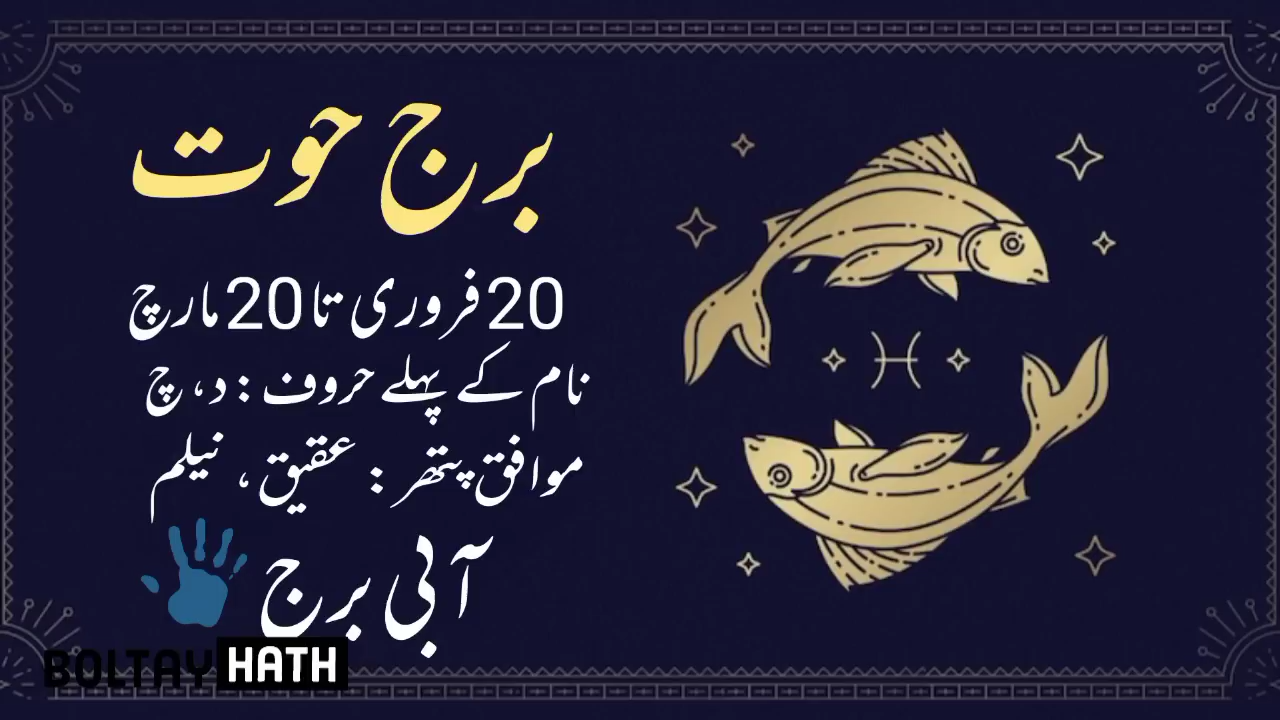 برج حوت
20 فروری تا 20 مارچ
نام کے پہلے حروف : د، چ
موافق پتھر : عقیق، نیلم
آبی برج
BOLTAY HATH